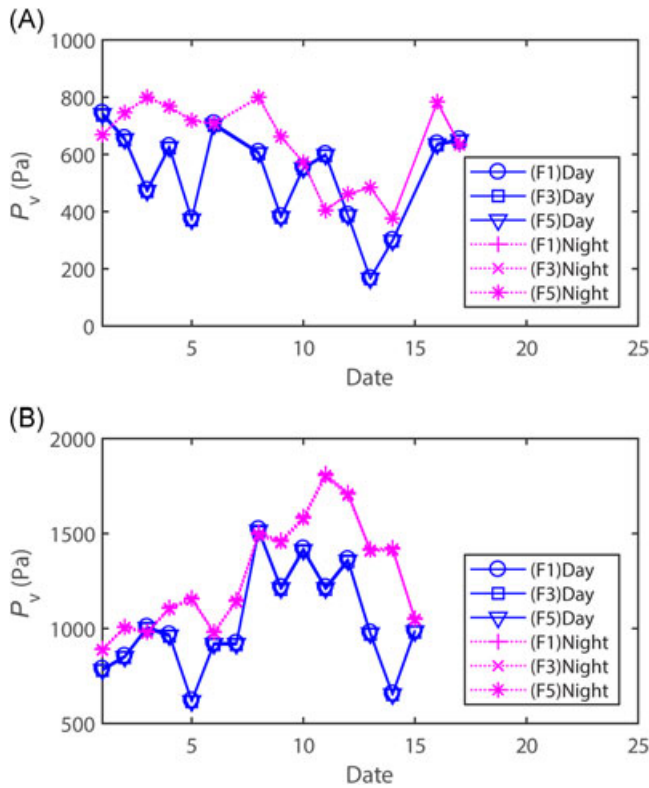 (A)
1000
800
600
400
200
0
P_v (Pa)
5
10
15
20
25
Date
(F1)Day
(F3)Day
(F5)Day
(F1)Night
(F3)Night
(F5)Night
(B)
2000
1500
1000
500
P_v (Pa)
5
10
15
20
25
Date
(F1)Day
(F3)Day
(F5)Day
(F1)Night
(F3)Night
(F5)Night